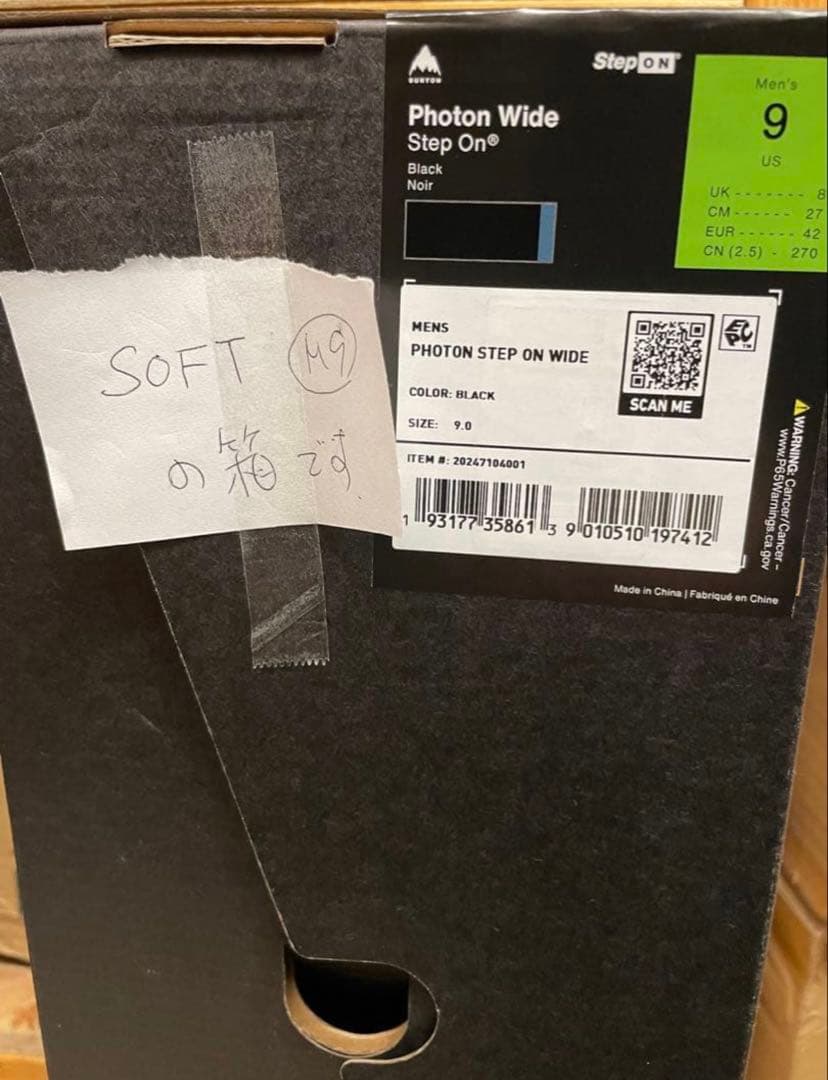 SOFT M9
の箱です
BURTON
Step ON
Photon Wide
Step On®
Black
Noir
Men's
9
US
UK ------- 8
CM ------ 27
EUR ------ 42
CN (2.5) - 270
MENS
PHOTON STEP ON WIDE
COLOR: BLACK
SIZE: 9.0
SCAN ME
ITEM #: 20247104001
1 93177 35861 3
9 010510 197412
⚠WARNING: Cancer/Cancer -
www.P65Warnings.ca.gov
Made in China | Fabriqué en Chine